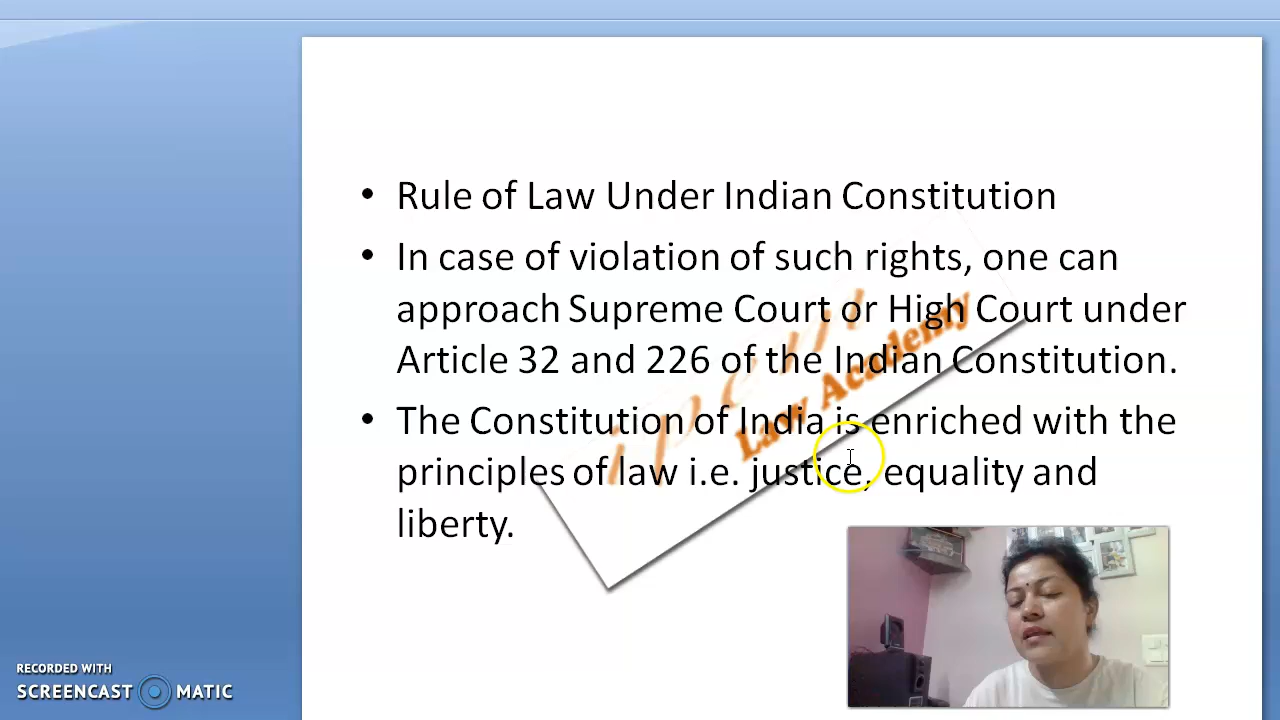 • Rule of Law Under Indian Constitution
• In case of violation of such rights, one can
approach Supreme Court or High Court under
Article 32 and 226 of the Indian Constitution.
• The Constitution of India is enriched with the
principles of law i.e. justice, equality and
liberty.
Law Academy
RECORDED WITH
SCREENCAST MATIC